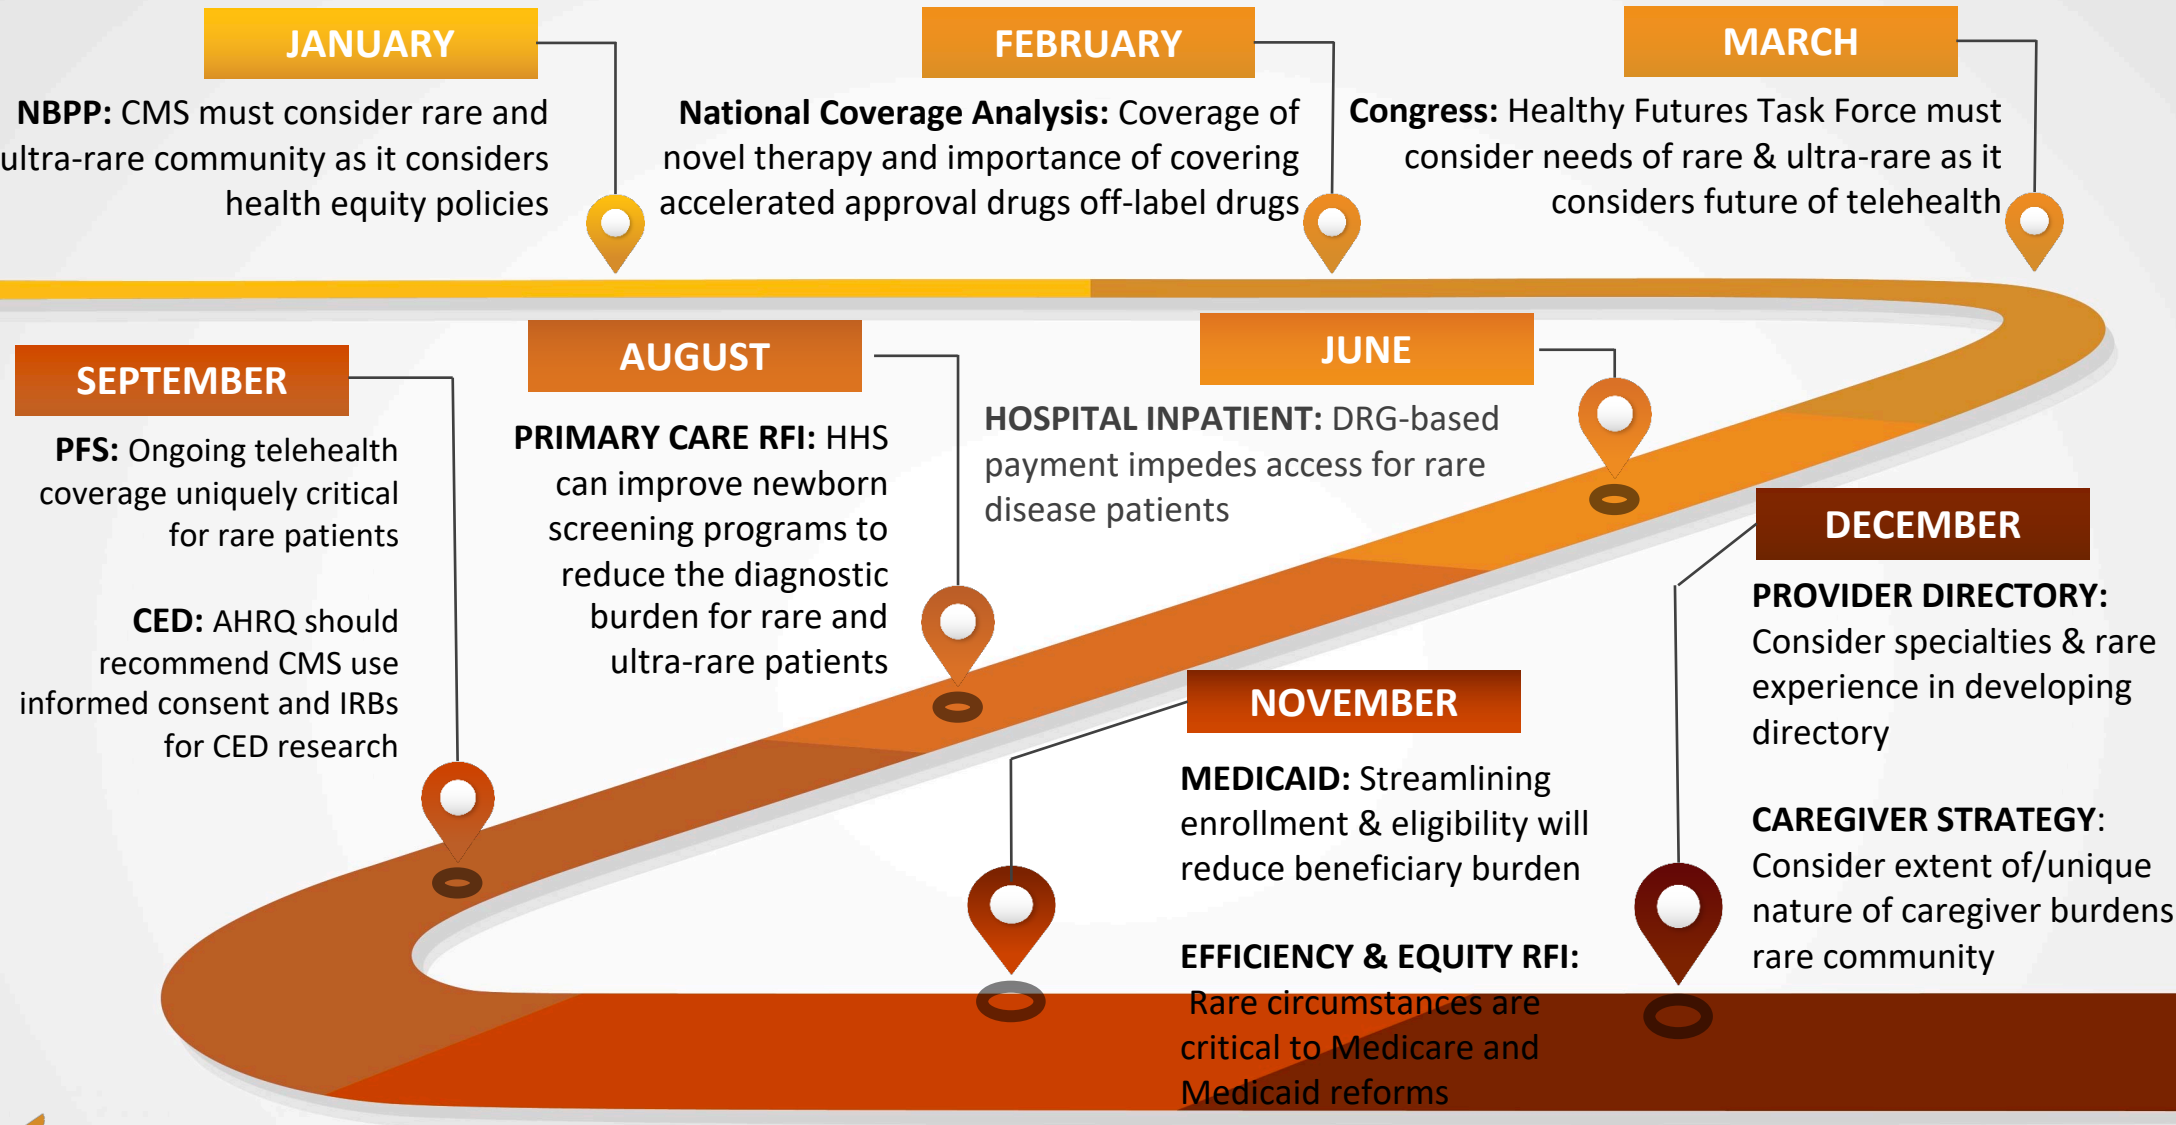 JANUARY
NBPP: CMS must consider rare and
ultra-rare community as it considers
health equity policies
FEBRUARY
National Coverage Analysis: Coverage of
novel therapy and importance of covering
accelerated approval drugs off-label drugs
MARCH
Congress: Healthy Futures Task Force must
consider needs of rare & ultra-rare as it
considers future of telehealth
JUNE
HOSPITAL INPATIENT: DRG-based
payment impedes access for rare
disease patients
AUGUST
PRIMARY CARE RFI: HHS
can improve newborn
screening programs to
reduce the diagnostic
burden for rare and
ultra-rare patients
SEPTEMBER
PFS: Ongoing telehealth
coverage uniquely critical
for rare patients
CED: AHRQ should
recommend CMS use
informed consent and IRBs
for CED research
NOVEMBER
MEDICAID: Streamlining
enrollment & eligibility will
reduce beneficiary burden
EFFICIENCY & EQUITY RFI:
Rare circumstances are
critical to Medicare and
Medicaid reforms
DECEMBER
PROVIDER DIRECTORY:
Consider specialties & rare
experience in developing
directory
CAREGIVER STRATEGY:
Consider extent of/unique
nature of caregiver burdens
rare community